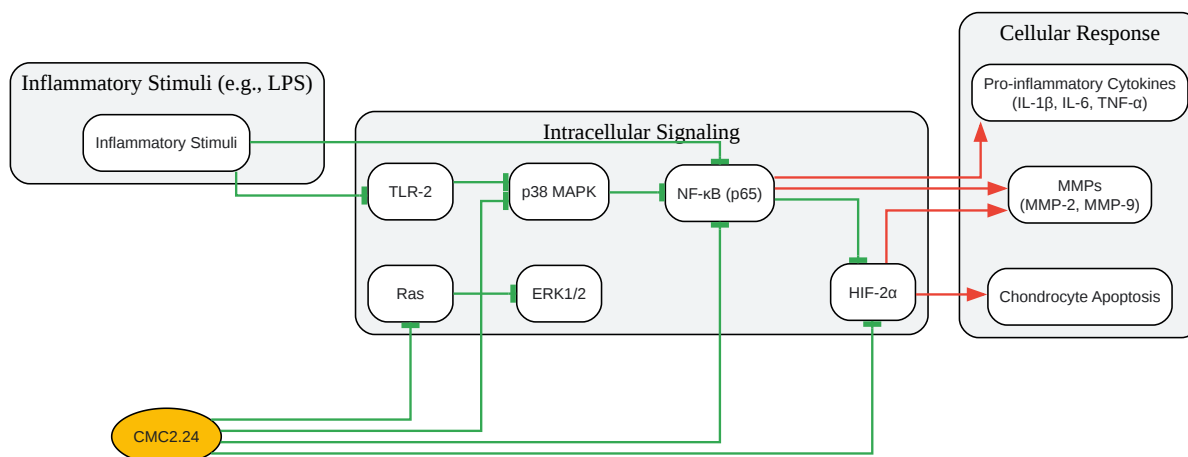 Cellular Response
Inflammatory Stimuli (e.g., LPS)
Pro-inflammatory Cytokines
(IL-1β, IL-6, TNF-α)
Intracellular Signaling
Inflammatory Stimuli
TLR-2
p38 MAPK
NF-κB (p65)
MMPs
(MMP-2, MMP-9)
Ras
ERK1/2
HIF-2α
Chondrocyte Apoptosis
CMC2.24